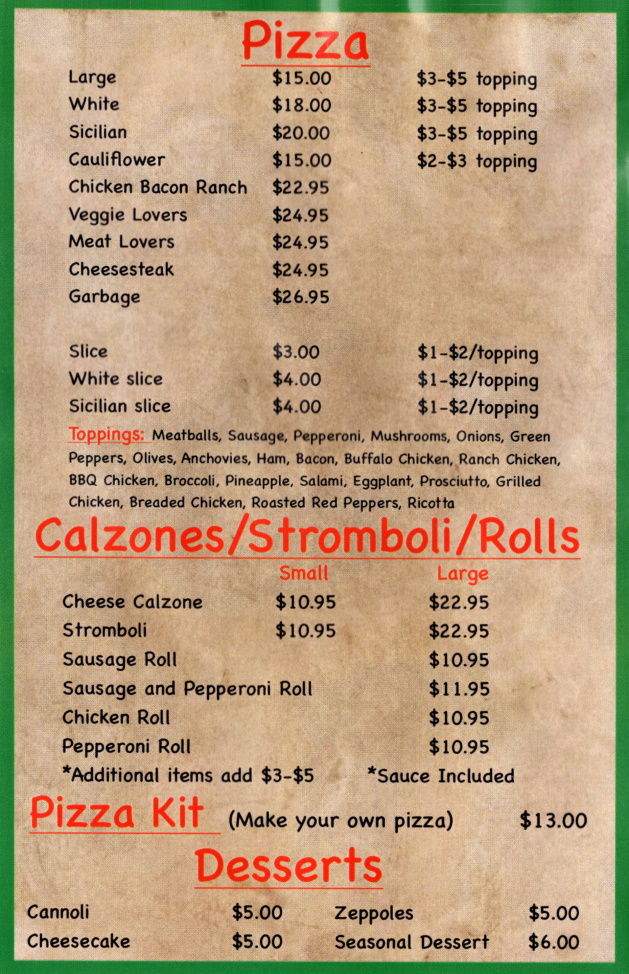 Pizza
Large $15.00 $3-$5 topping
White $18.00 $3-$5 topping
Sicilian $20.00 $3-$5 topping
Cauliflower $15.00 $2-$3 topping
Chicken Bacon Ranch $22.95
Veggie Lovers $24.95
Meat Lovers $24.95
Cheesesteak $24.95
Garbage $26.95
Slice $3.00 $1-$2/topping
White slice $4.00 $1-$2/topping
Sicilian slice $4.00 $1-$2/topping
Toppings: Meatballs, Sausage, Pepperoni, Mushrooms, Onions, Green
Peppers, Olives, Anchovies, Ham, Bacon, Buffalo Chicken, Ranch Chicken,
BBQ Chicken, Broccoli, Pineapple, Salami, Eggplant, Prosciutto, Grilled
Chicken, Breaded Chicken, Roasted Red Peppers, Ricotta
Calzones/Stromboli/Rolls
Small Large
Cheese Calzone $10.95 $22.95
Stromboli $10.95 $22.95
Sausage Roll $10.95
Sausage and Pepperoni Roll $11.95
Chicken Roll $10.95
Pepperoni Roll $10.95
*Additional items add $3-$5 *Sauce Included
Pizza Kit (Make your own pizza) $13.00
Desserts
Cannoli $5.00 Zeppoles $5.00
Cheesecake $5.00 Seasonal Dessert $6.00